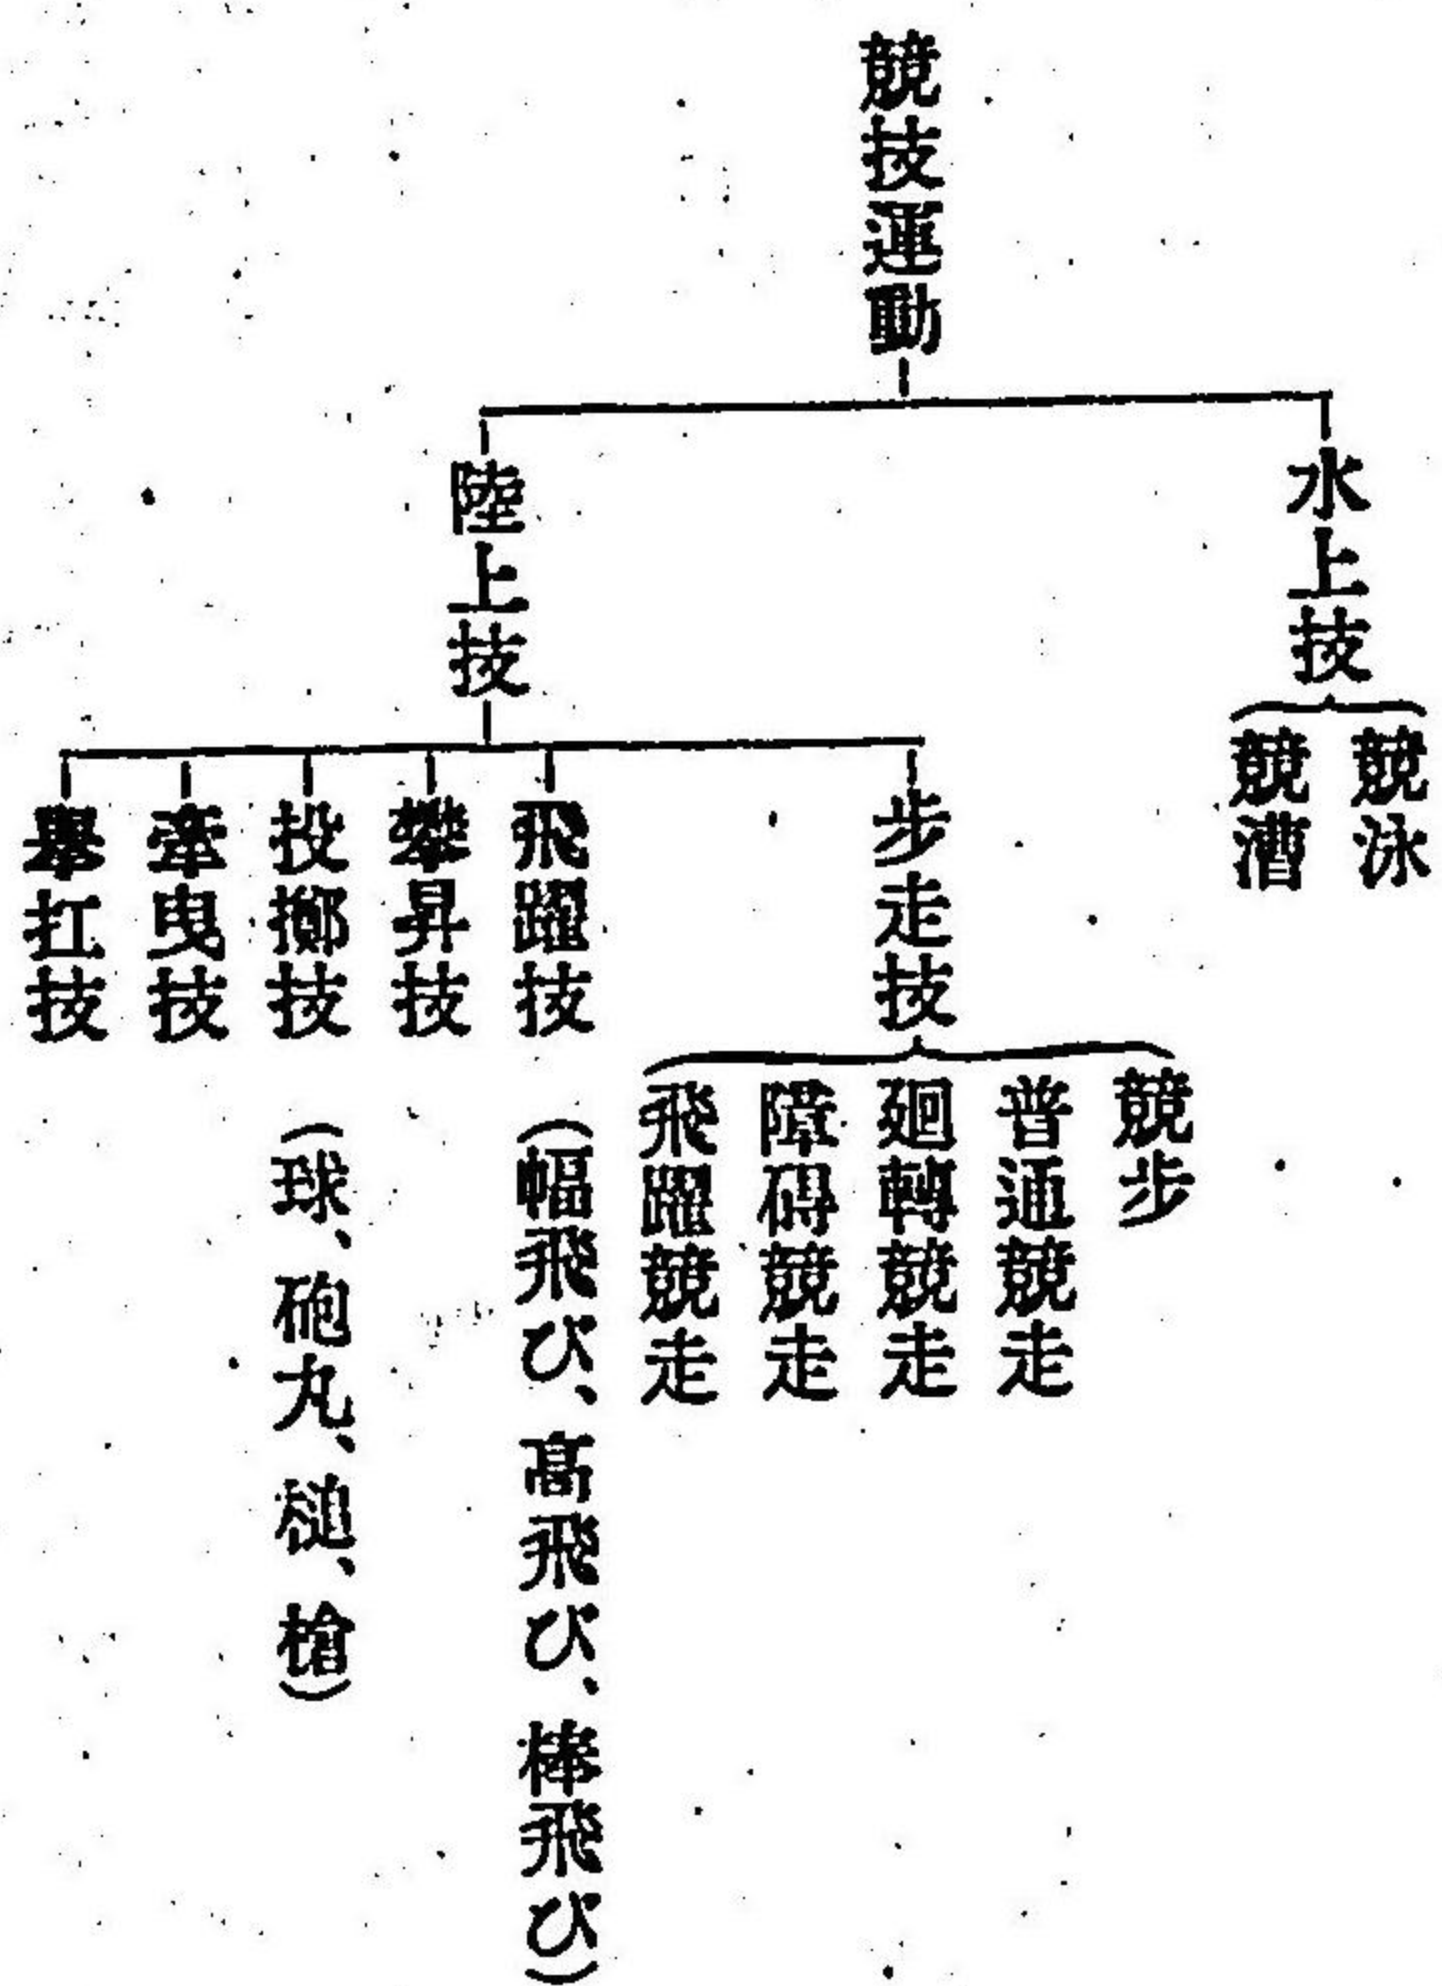 競技運動
水上技
競泳
競漕
陸上技
步走技
競步
普通競走
廻轉競走
障碍競走
飛躍競走
飛躍技（幅飛び、高飛び、棒飛び）
攀昇技
投擲技（球、砲丸、槌、槍）
牽曳技
擧扛技